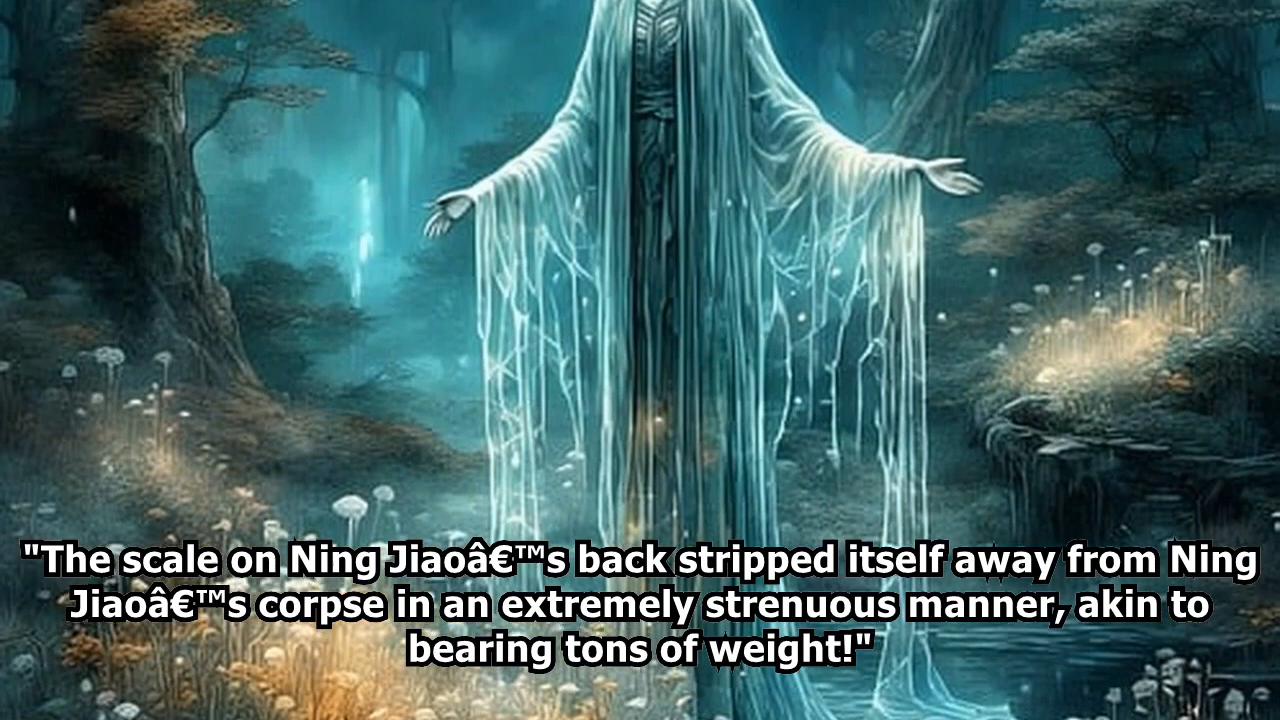 "The scale on Ning Jiaoâ€™s back stripped itself away from Ning
Jiaoâ€™s corpse in an extremely strenuous manner, akin to
bearing tons of weight!"